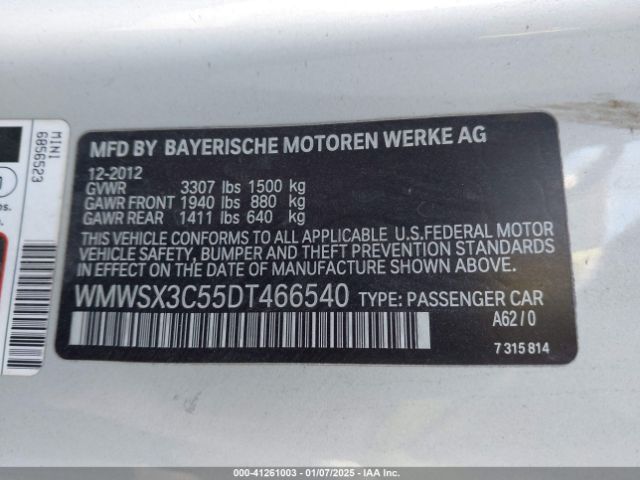 MFD BY BAYERISCHE MOTOREN WERKE AG
12-2012
GVWR 3307 lbs 1500 kg
GAWR FRONT 1940 lbs 880 kg
GAWR REAR 1411 lbs 640 kg
THIS VEHICLE CONFORMS TO ALL APPLICABLE U.S.FEDERAL MOTOR
VEHICLE SAFETY, BUMPER AND THEFT PREVENTION STANDARDS
IN EFFECT ON THE DATE OF MANUFACTURE SHOWN ABOVE.
WMWSX3C55DT466540 TYPE: PASSENGER CAR
A62/0
7 315 814
MINI
6856523
000-41261003 | 01/07/2025 - IAA, LLC